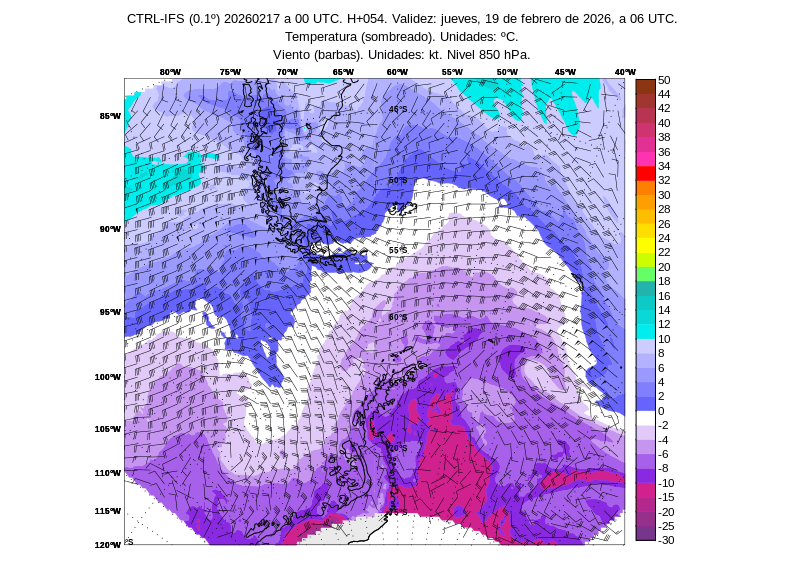 CTRL-IFS (0.1º) 20260217 a 00 UTC. H+054. Validez: jueves, 19 de febrero de 2026, a 06 UTC.
Temperatura (sombreado). Unidades: ºC.
Viento (barbas). Unidades: kt. Nivel 850 hPa.
80°W 75°W 70°W 65°W 60°W 55°W 50°W 45°W 40°W
85°W
90°W
95°W
100°W
105°W
110°W
115°W
120°W
45°S
50°S
55°S
60°S
65°S
70°S
75°S
°S
50
44
42
40
38
36
34
32
30
28
26
24
22
20
18
16
14
12
10
8
6
4
2
0
-2
-4
-6
-8
-10
-15
-20
-25
-30